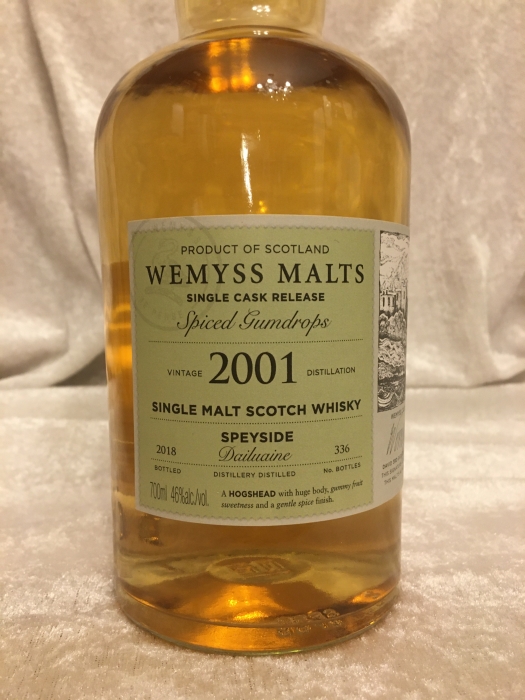 PRODUCT OF SCOTLAND
WEMYSS MALTS
SINGLE CASK RELEASE
Spiced Gumdrops
VINTAGE 2001 DISTILLATION
SINGLE MALT SCOTCH WHISKY
SPEYSIDE
2018 Dailuaine 336
BOTTLED DISTILLERY DISTILLED No. BOTTLES
700ml 46%alc./vol.
A HOGSHEAD with huge body, gummy fruit
sweetness and a gentle spice finish.